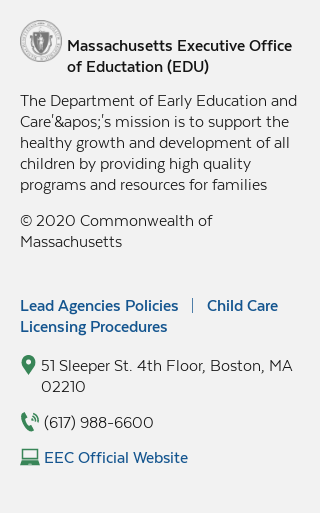 Massachusetts Executive Office
of Eductation (EDU)
The Department of Early Education and
Care'&apos;'s mission is to support the
healthy growth and development of all
children by providing high quality
programs and resources for families
© 2020 Commonwealth of
Massachusetts
Lead Agencies Policies | Child Care
Licensing Procedures
51 Sleeper St. 4th Floor, Boston, MA
02210
(617) 988-6600
EEC Official Website